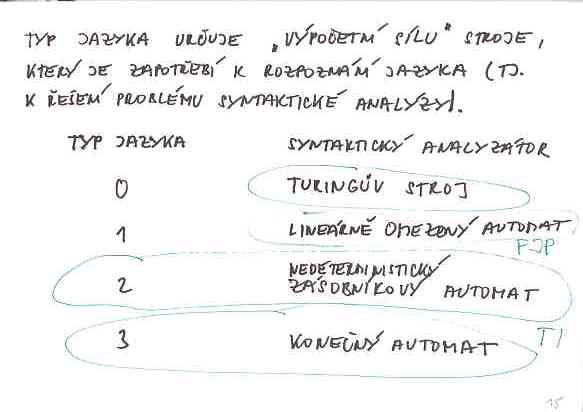 TYP JAZYKA URČUJE „VÝPOČETNÍ SÍLU" STROJE,
KTERÝ JE ZAPOTŘEBÍ K ROZPOZNÁNÍ JAZYKA (TJ.
K ŘEŠENÍ PROBLÉMU SYNTAKTICKÉ ANALÝZY).
TYP JAZYKA SYNTAKTICKÝ ANALYZÁTOR
0 TURINGŮV STROJ
1 LINEÁRNĚ OMEZENÝ AUTOMAT
FJP
NEDETERMINISTICKÝ
2 ZÁSOBNÍKOVÝ AUTOMAT
TI
3 KONEČNÝ AUTOMAT
15